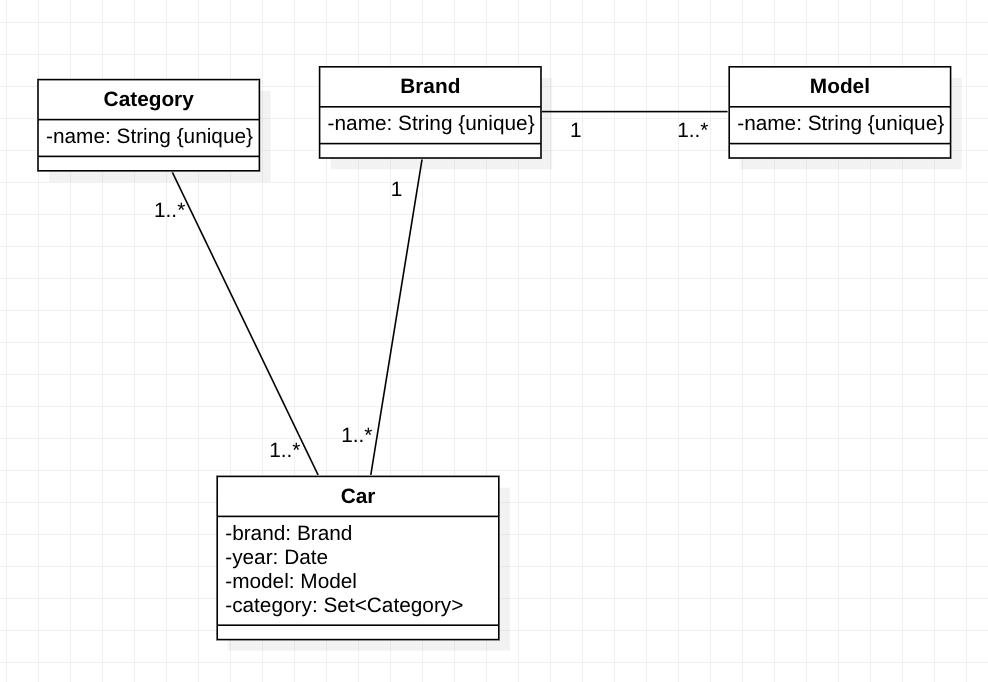 Category
-name: String {unique}
Brand
-name: String {unique}
1
1..*
Model
-name: String {unique}
1..*
1
1..*
1..*
Car
-brand: Brand
-year: Date
-model: Model
-category: Set<Category>